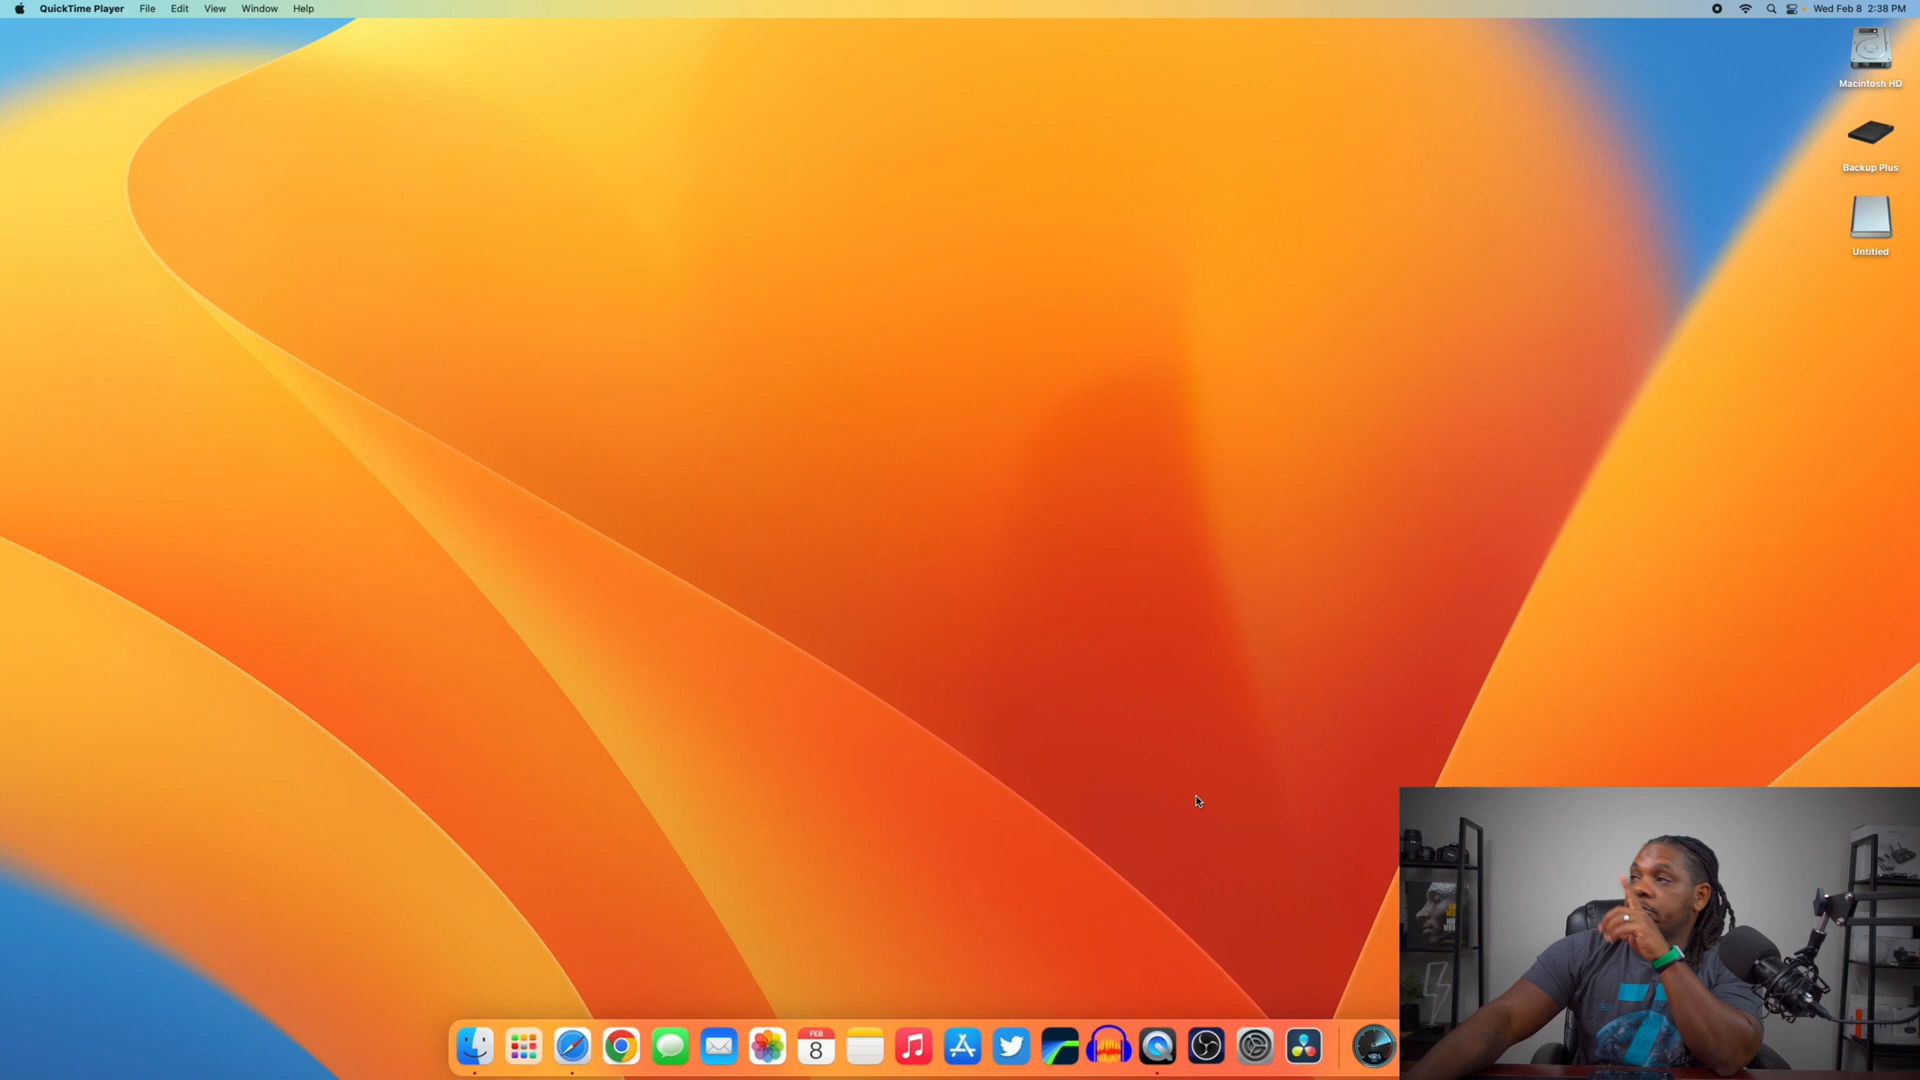 QuickTime Player File Edit View Window Help
Wed Feb 8 2:38 PM
Macintosh HD
Backup Plus
Untitled
FEB
8
7